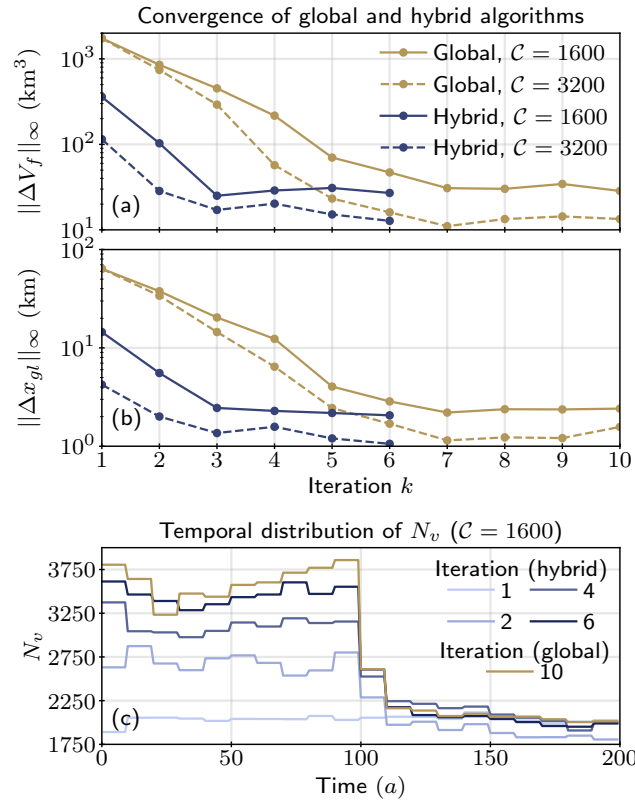 Convergence of global and hybrid algorithms
||ΔV_f||_∞ (km³)
10³
10²
10¹
Global, 𝒞 = 1600
Global, 𝒞 = 3200
Hybrid, 𝒞 = 1600
Hybrid, 𝒞 = 3200
(a)
||Δx_{gl}||_∞ (km)
10²
10¹
10⁰
(b)
1 2 3 4 5 6 7 8 9 10
Iteration k
Temporal distribution of N_v (𝒞 = 1600)
N_v
3750
3250
2750
2250
1750
Iteration (hybrid)
1 4
2 6
Iteration (global)
10
(c)
0 50 100 150 200
Time (a)